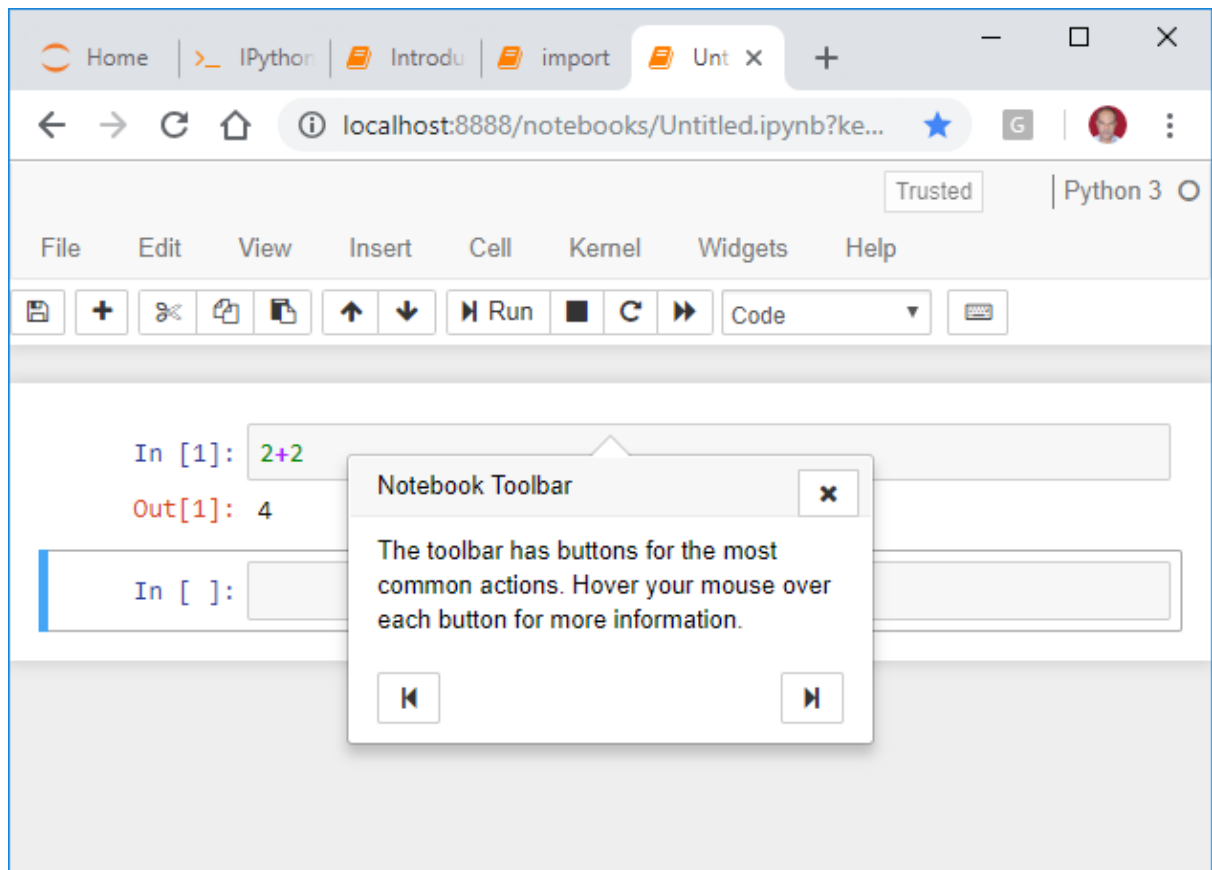 Home >_ IPython Introdu import Unt
localhost:8888/notebooks/Untitled.ipynb?ke... G
Trusted Python 3
File Edit View Insert Cell Kernel Widgets Help
Run Code
In [1]: 2+2
Out[1]: 4
In [ ]:
Notebook Toolbar
The toolbar has buttons for the most
common actions. Hover your mouse over
each button for more information.